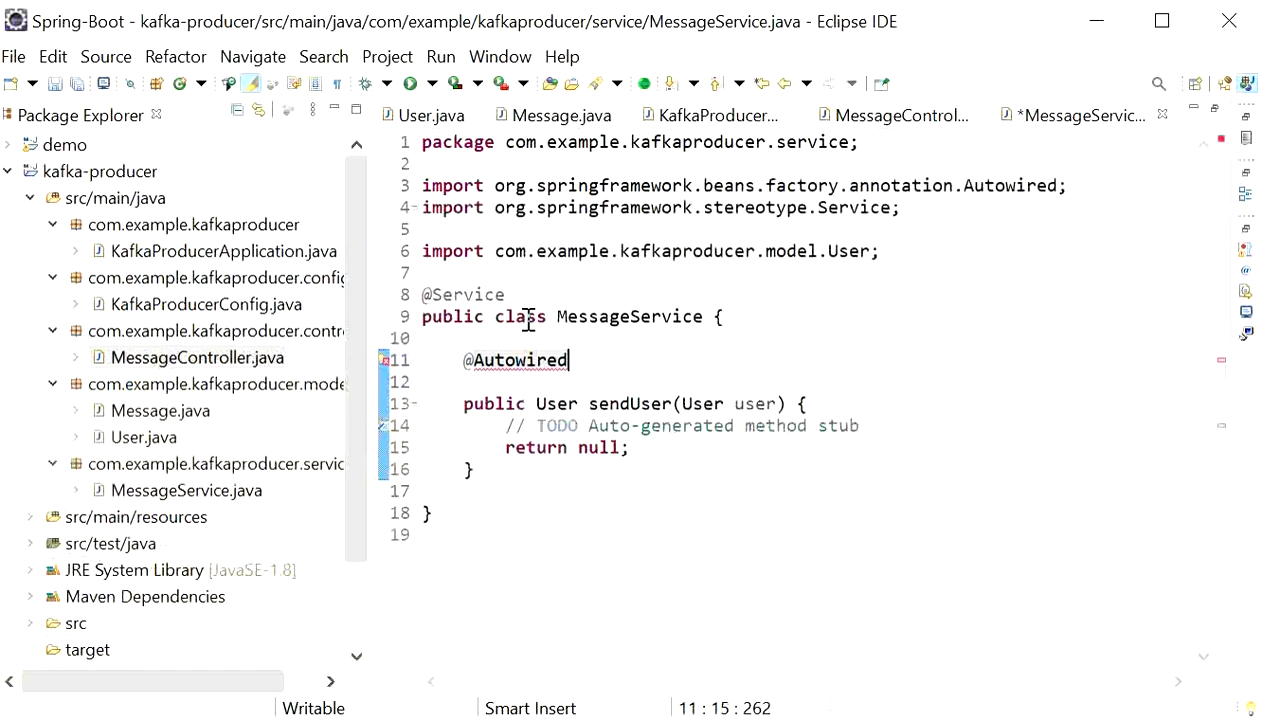 Spring-Boot - kafka-producer/src/main/java/com/example/kafkaproducer/service/MessageService.java - Eclipse IDE
File Edit Source Refactor Navigate Search Project Run Window Help
Package Explorer
User.java Message.java KafkaProducer... MessageControl... *MessageServic...
demo
kafka-producer
src/main/java
com.example.kafkaproducer
KafkaProducerApplication.java
com.example.kafkaproducer.config
KafkaProducerConfig.java
com.example.kafkaproducer.contr
MessageController.java
com.example.kafkaproducer.mode
Message.java
User.java
com.example.kafkaproducer.servic
MessageService.java
src/main/resources
src/test/java
JRE System Library [JavaSE-1.8]
Maven Dependencies
src
target
1 package com.example.kafkaproducer.service;
2
3 import org.springframework.beans.factory.annotation.Autowired;
4 import org.springframework.stereotype.Service;
5
6 import com.example.kafkaproducer.model.User;
7
8 @Service
9 public class MessageService {
10
11 @Autowired
12
13 public User sendUser(User user) {
14 // TODO Auto-generated method stub
15 return null;
16 }
17
18 }
19
Writable Smart Insert 11 : 15 : 262